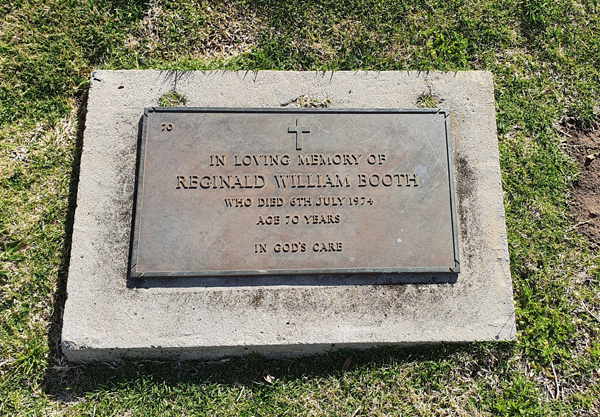 70
IN LOVING MEMORY OF
REGINALD WILLIAM BOOTH
WHO DIED 6TH JULY 1974
AGE 70 YEARS
IN GOD'S CARE